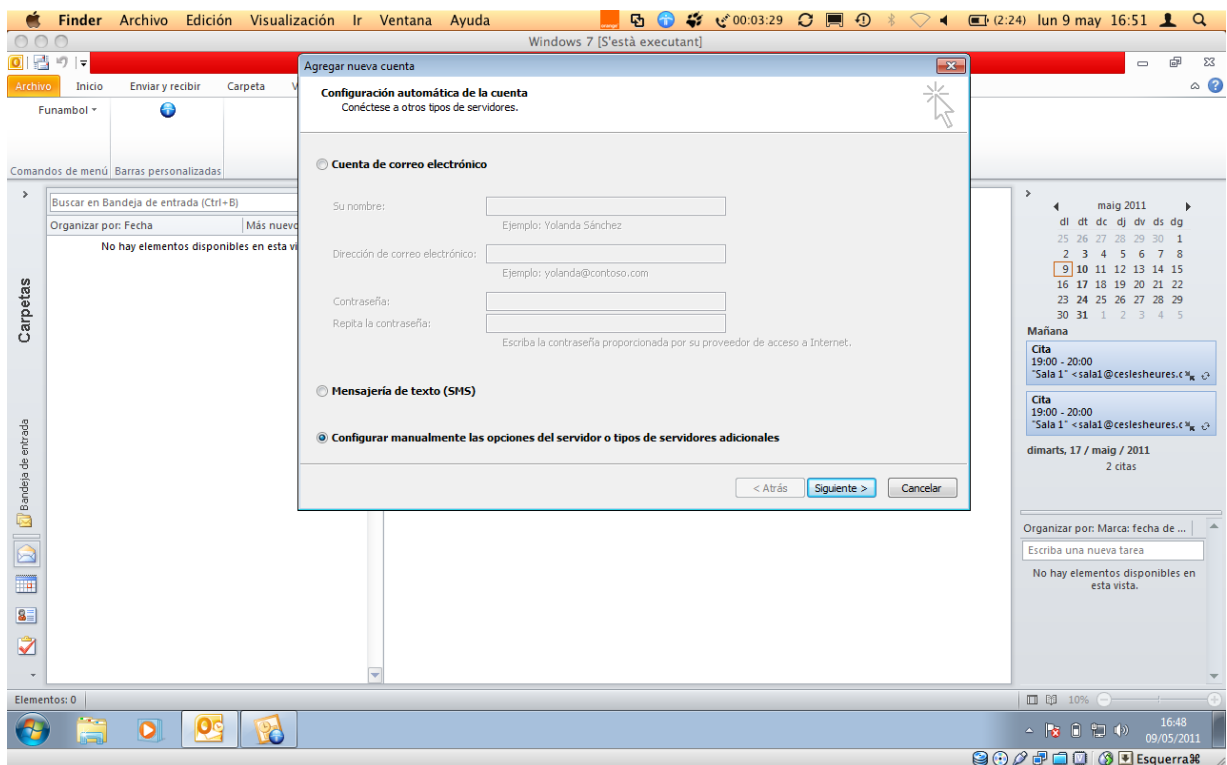 Finder Archivo Edición Visualización Ir Ventana Ayuda
orange 00:03:29 (2:24) lun 9 may 16:51
Windows 7 [S'està executant]
Archivo Inicio Enviar y recibir Carpeta V
Funambol
Comandos de menú Barras personalizadas
Agregar nueva cuenta
Configuración automática de la cuenta
Conéctese a otros tipos de servidores.
Cuenta de correo electrónico
Su nombre:
Ejemplo: Yolanda Sánchez
Dirección de correo electrónico:
Ejemplo: yolanda@contoso.com
Contraseña:
Repita la contraseña:
Escriba la contraseña proporcionada por su proveedor de acceso a Internet.
Mensajería de texto (SMS)
Configurar manualmente las opciones del servidor o tipos de servidores adicionales
< Atrás Siguiente > Cancelar
Buscar en Bandeja de entrada (Ctrl+B)
Organizar por: Fecha Más nuevo
No hay elementos disponibles en esta vi
Carpetas
Bandeja de entrada
maig 2011
dl dt dc dj dv ds dg
25 26 27 28 29 30 1
2 3 4 5 6 7 8
9 10 11 12 13 14 15
16 17 18 19 20 21 22
23 24 25 26 27 28 29
30 31 1 2 3 4 5
Mañana
Cita
19:00 - 20:00
"Sala 1" <sala1@ceslesheures.c
Cita
19:00 - 20:00
"Sala 1" <sala1@ceslesheures.c
dimarts, 17 / maig / 2011
2 citas
Organizar por: Marca: fecha de ...
Escriba una nueva tarea
No hay elementos disponibles en
esta vista.
Elementos: 0
10%
16:48
09/05/2011
Esquerra⌘